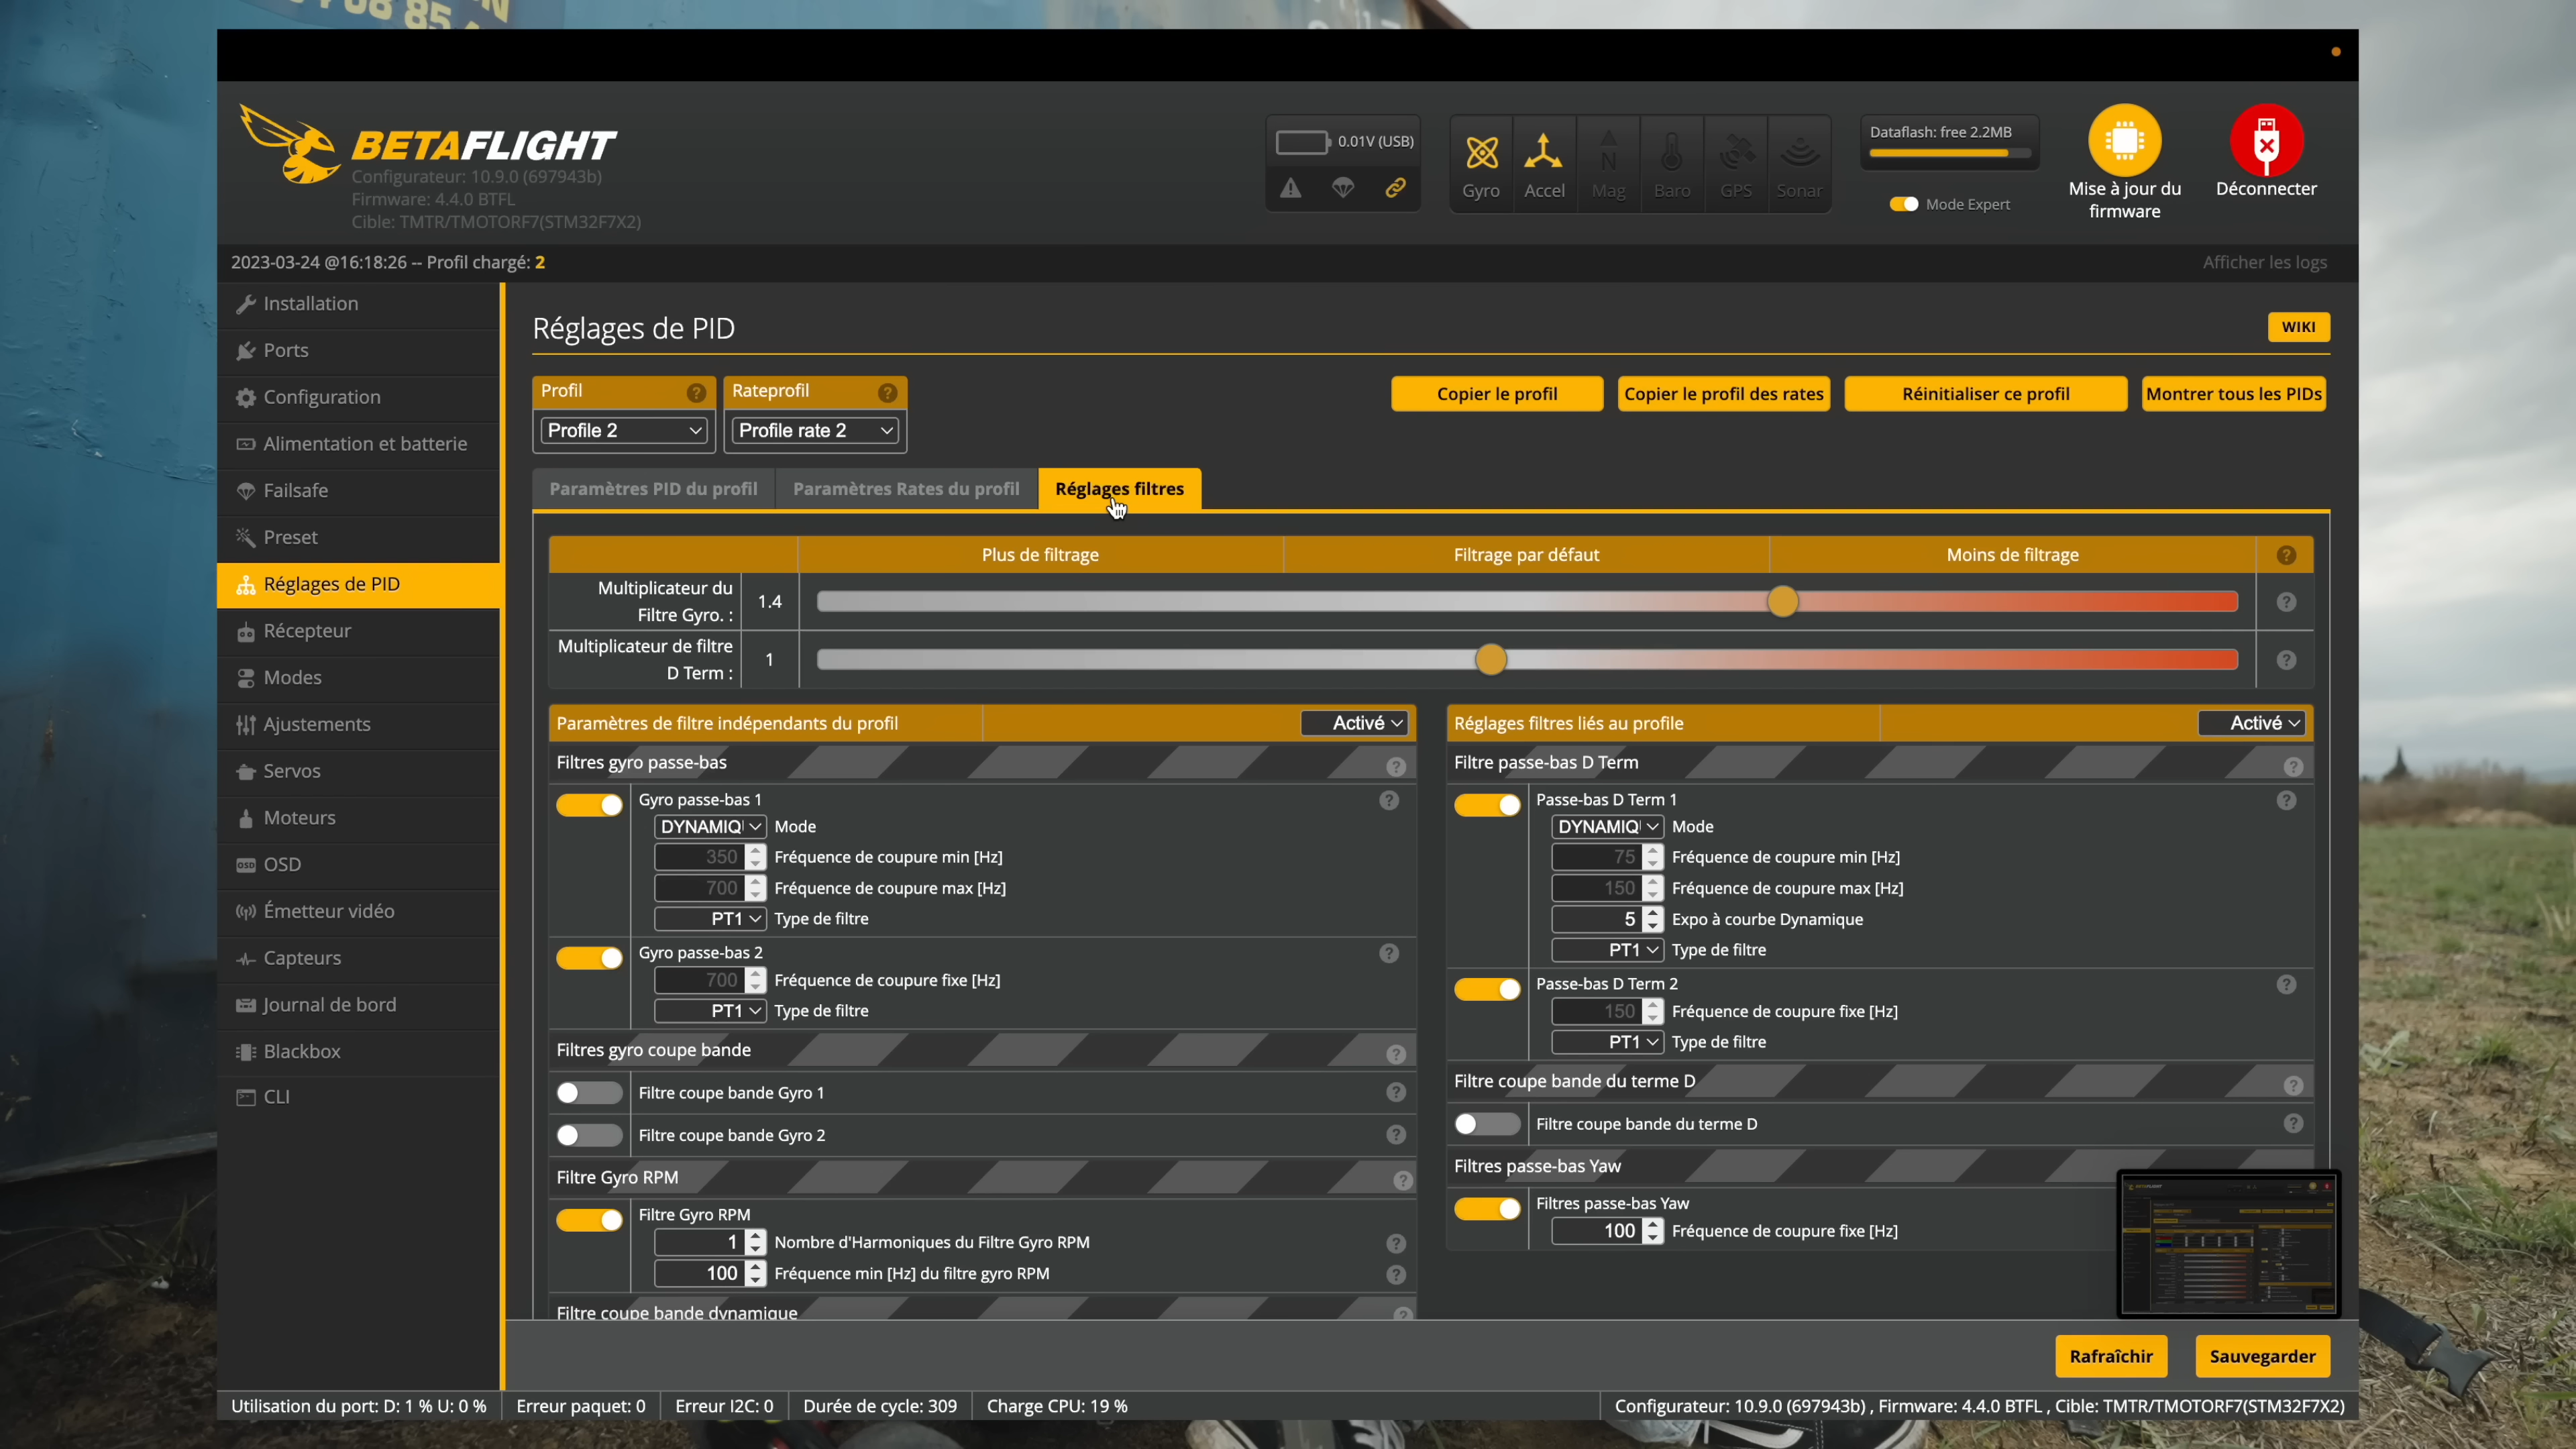 BETAFLIGHT
Configurateur: 10.9.0 (697943b)
Firmware: 4.4.0 BTFL
Cible: TMTR/TMOTORF7(STM32F7X2)
0.01V (USB)
Gyro
Accel
Mag
Baro
GPS
Sonar
Dataflash: free 2.2MB
Mode Expert
Mise à jour du
firmware
Déconnecter
2023-03-24 @16:18:26 -- Profil chargé: 2
Afficher les logs
Installation
Ports
Configuration
Alimentation et batterie
Failsafe
Preset
Réglages de PID
Récepteur
Modes
Ajustements
Servos
Moteurs
OSD
Émetteur vidéo
Capteurs
Journal de bord
Blackbox
CLI
Réglages de PID
WIKI
Profil
Rateprofil
Profile 2
Profile rate 2
Copier le profil
Copier le profil des rates
Réinitialiser ce profil
Montrer tous les PIDs
Paramètres PID du profil
Paramètres Rates du profil
Réglages filtres
Plus de filtrage
Filtrage par défaut
Moins de filtrage
Multiplicateur du
Filtre Gyro. :
1.4
Multiplicateur de filtre
D Term :
1
Paramètres de filtre indépendants du profil
Activé
Filtres gyro passe-bas
Gyro passe-bas 1
DYNAMIQ Mode
350 Fréquence de coupure min [Hz]
700 Fréquence de coupure max [Hz]
PT1 Type de filtre
Gyro passe-bas 2
700 Fréquence de coupure fixe [Hz]
PT1 Type de filtre
Filtres gyro coupe bande
Filtre coupe bande Gyro 1
Filtre coupe bande Gyro 2
Filtre Gyro RPM
Filtre Gyro RPM
1 Nombre d'Harmoniques du Filtre Gyro RPM
100 Fréquence min [Hz] du filtre gyro RPM
Filtre coupe bande dynamique
Réglages filtres liés au profile
Activé
Filtre passe-bas D Term
Passe-bas D Term 1
DYNAMIQ Mode
75 Fréquence de coupure min [Hz]
150 Fréquence de coupure max [Hz]
5 Expo à courbe Dynamique
PT1 Type de filtre
Passe-bas D Term 2
150 Fréquence de coupure fixe [Hz]
PT1 Type de filtre
Filtre coupe bande du terme D
Filtre coupe bande du terme D
Filtres passe-bas Yaw
Filtres passe-bas Yaw
100 Fréquence de coupure fixe [Hz]
Rafraîchir
Sauvegarder
Utilisation du port: D: 1 % U: 0 %
Erreur paquet: 0
Erreur I2C: 0
Durée de cycle: 309
Charge CPU: 19 %
Configurateur: 10.9.0 (697943b) , Firmware: 4.4.0 BTFL , Cible: TMTR/TMOTORF7(STM32F7X2)